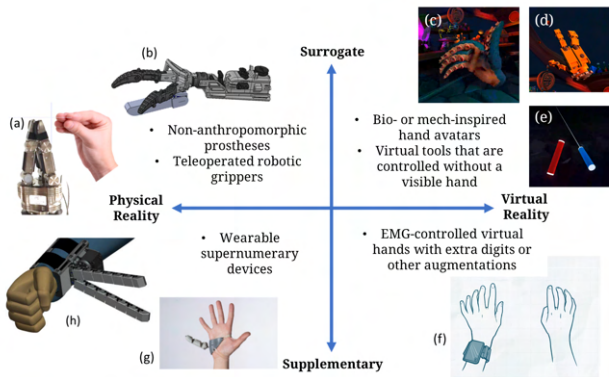 (c)
(d)
(b)
Surrogate
(a)
(e)
• Non-anthropomorphic
prostheses
• Teleoperated robotic
grippers
• Bio- or mech-inspired
hand avatars
• Virtual tools that are
controlled without a
visible hand
Physical
Reality
Virtual
Reality
• Wearable
supernumerary
devices
• EMG-controlled virtual
hands with extra digits or
other augmentations
(h)
(g)
(f)
Supplementary